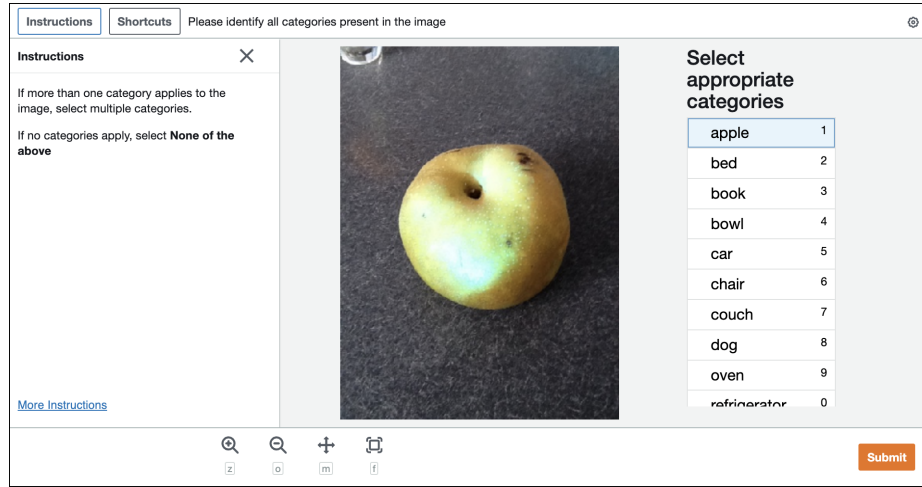 Instructions
Shortcuts
Please identify all categories present in the image
Instructions
If more than one category applies to the
image, select multiple categories.
If no categories apply, select None of the
above
More Instructions
Select
appropriate
categories
apple 1
bed 2
book 3
bowl 4
car 5
chair 6
couch 7
dog 8
oven 9
refrigerator 0
z
o
m
f
Submit